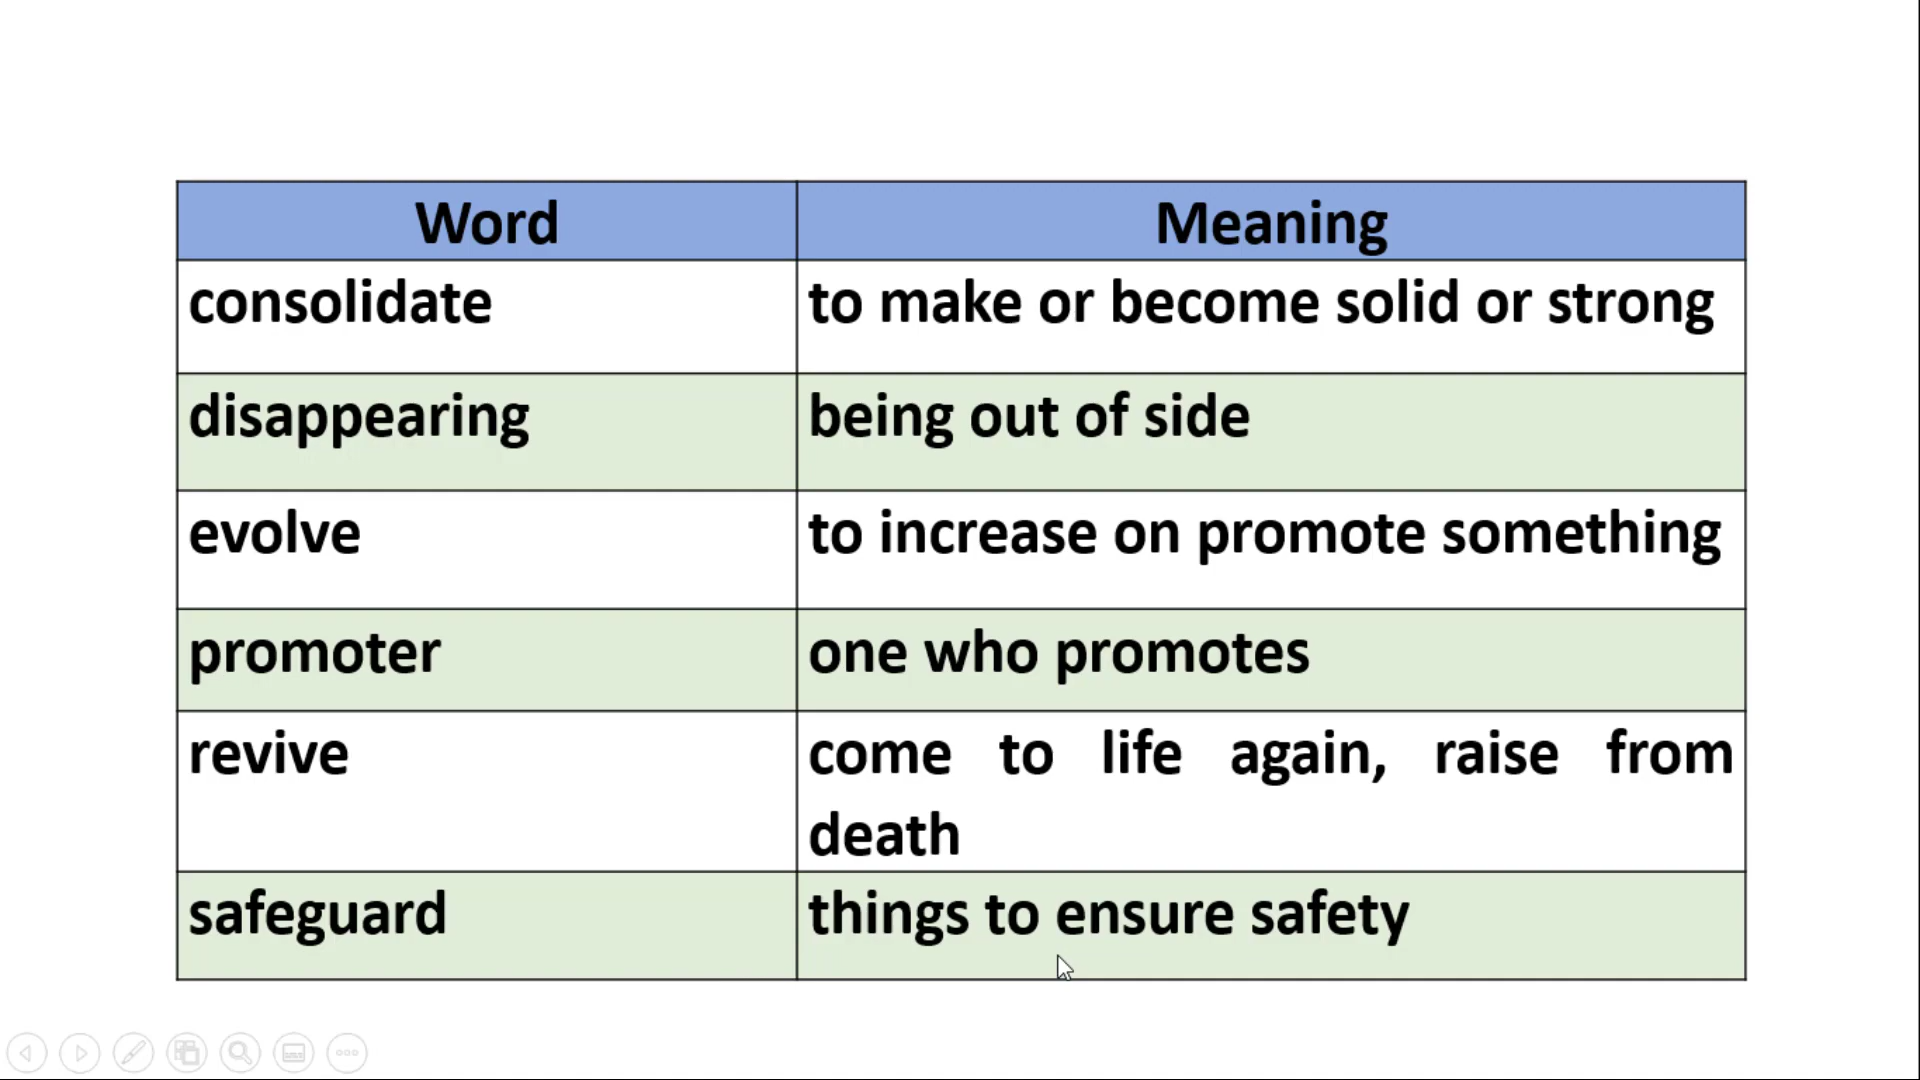 Word Meaning
consolidate to make or become solid or strong
disappearing being out of side
evolve to increase on promote something
promoter one who promotes
revive come to life again, raise from
death
safeguard things to ensure safety